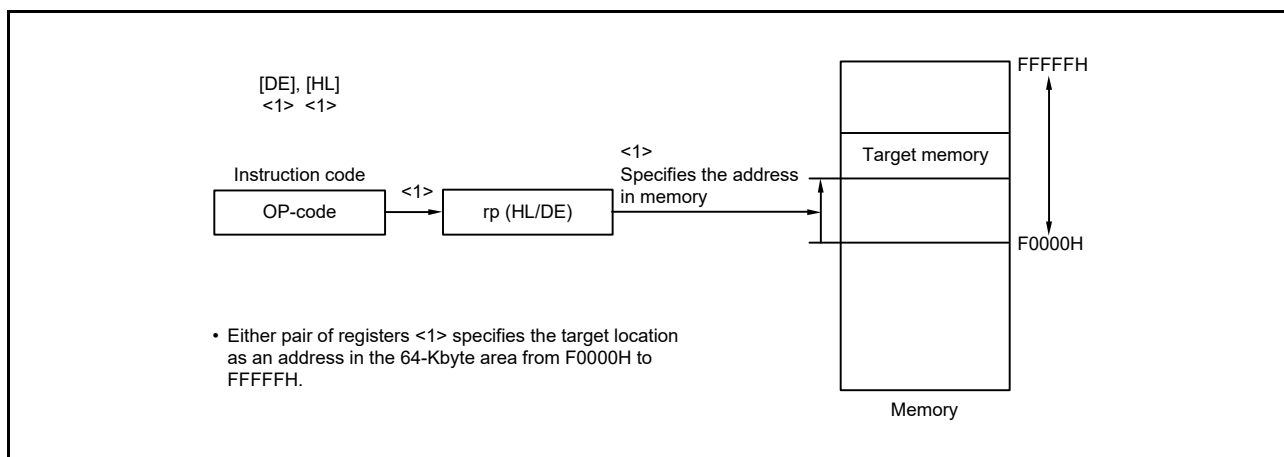 [DE], [HL]
<1> <1>
Instruction code
OP-code
<1>
rp (HL/DE)
<1>
Specifies the address
in memory
FFFFFH
Target memory
F0000H
• Either pair of registers <1> specifies the target location
as an address in the 64-Kbyte area from F0000H to
FFFFFH.
Memory